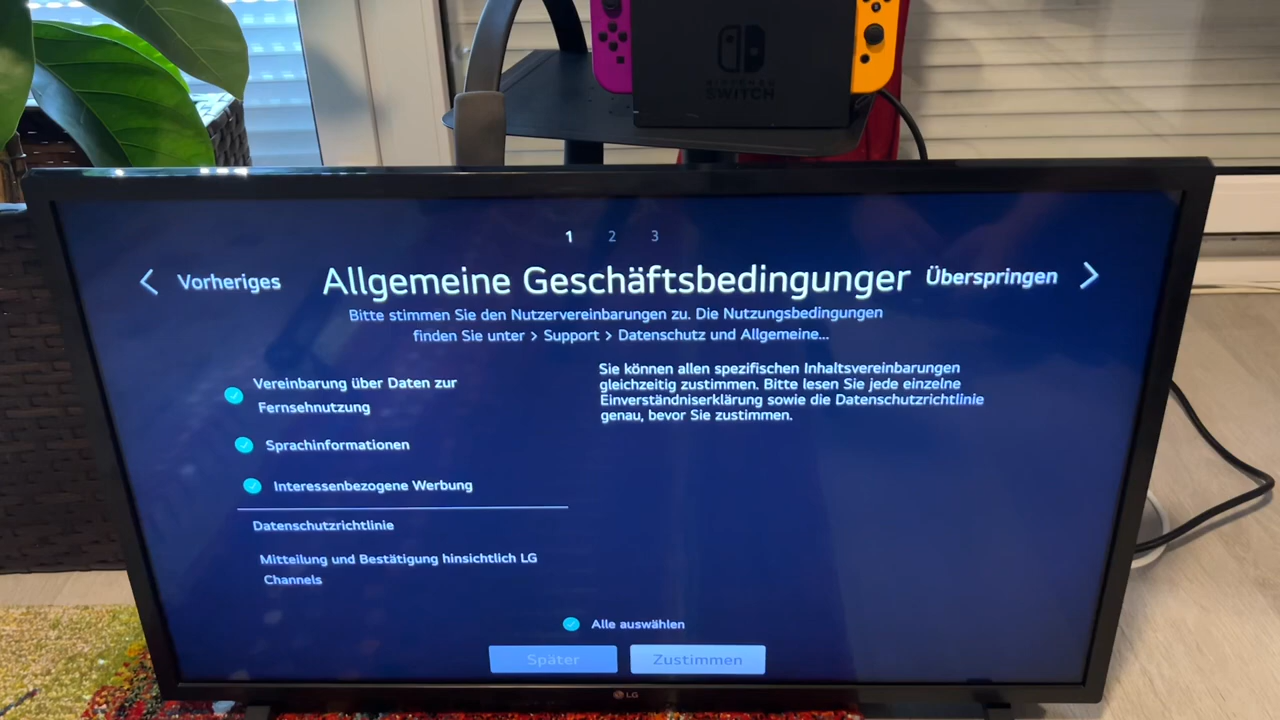 NINTENDO
SWITCH
1 2 3
Vorheriges
Allgemeine Geschäftsbedingunger
Überspringen
Bitte stimmen Sie den Nutzervereinbarungen zu. Die Nutzungsbedingungen
finden Sie unter > Support > Datenschutz und Allgemeine...
Vereinbarung über Daten zur
Fernsehnutzung
Sprachinformationen
Interessenbezogene Werbung
Datenschutzrichtlinie
Mitteilung und Bestätigung hinsichtlich LG
Channels
Sie können allen spezifischen Inhaltsvereinbarungen
gleichzeitig zustimmen. Bitte lesen Sie jede einzelne
Einverständniserklärung sowie die Datenschutzrichtlinie
genau, bevor Sie zustimmen.
Alle auswählen
Später
Zustimmen
LG